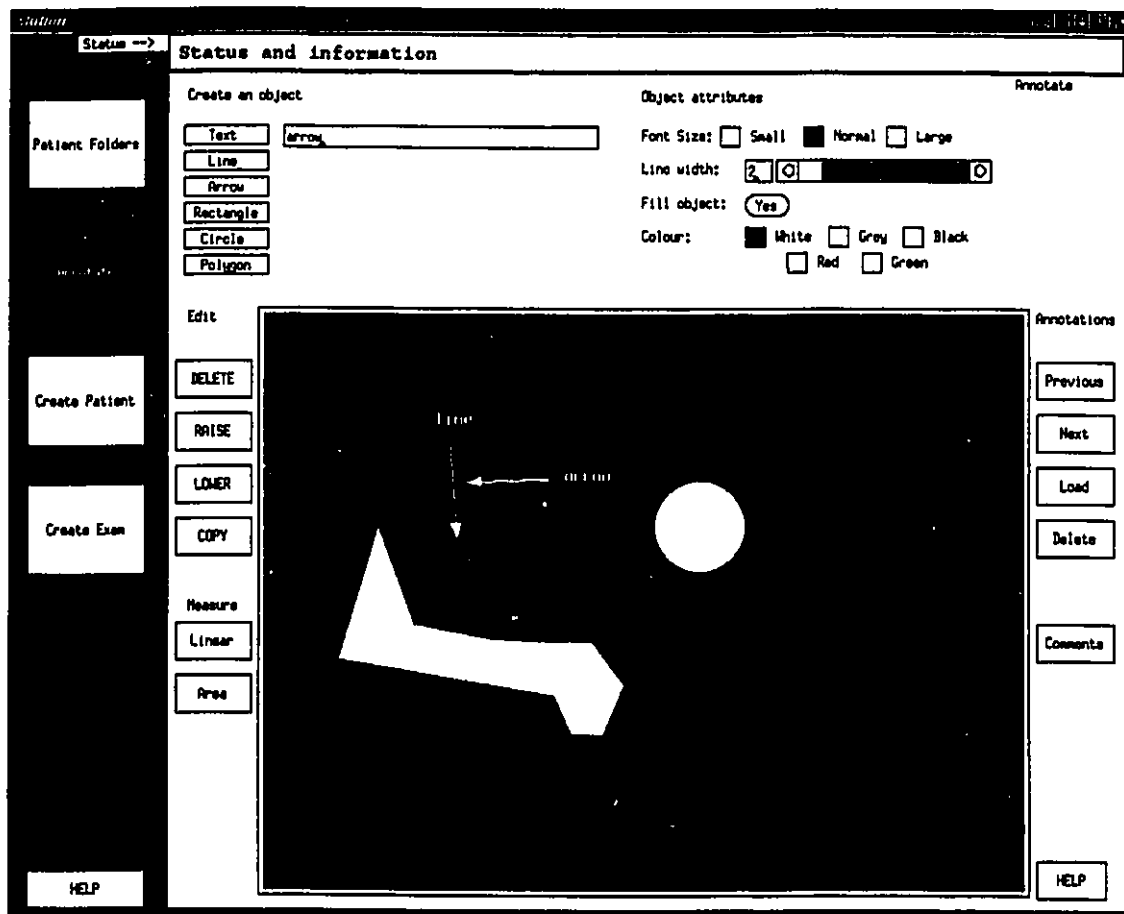 station
Status -->
Status and information
Annotate
Create an object
Object attributes
Text
arrow
Line
Arrow
Rectangle
Circle
Polygon
Font Size: Small Normal Large
Line width: 2
Fill object: Yes
Colour: White Grey Black
Red Green
Patient Folders
annotate
Create Patient
Create Exam
HELP
Edit
DELETE
RAISE
LOWER
COPY
Measure
Linear
Area
line
arrow
Annotations
Previous
Next
Load
Delete
Comments
HELP